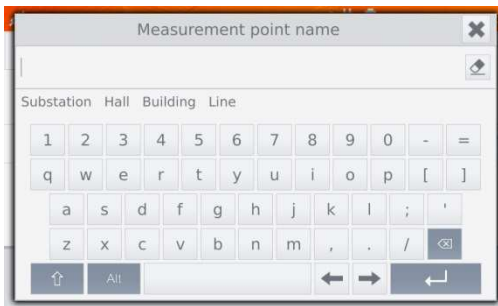 Measurement point name
Substation Hall Building Line
1 2 3 4 5 6 7 8 9 0 - =
q w e r t y u i o p [ ]
a s d f g h j k l ; '
z x c v b n m , . /
Alt